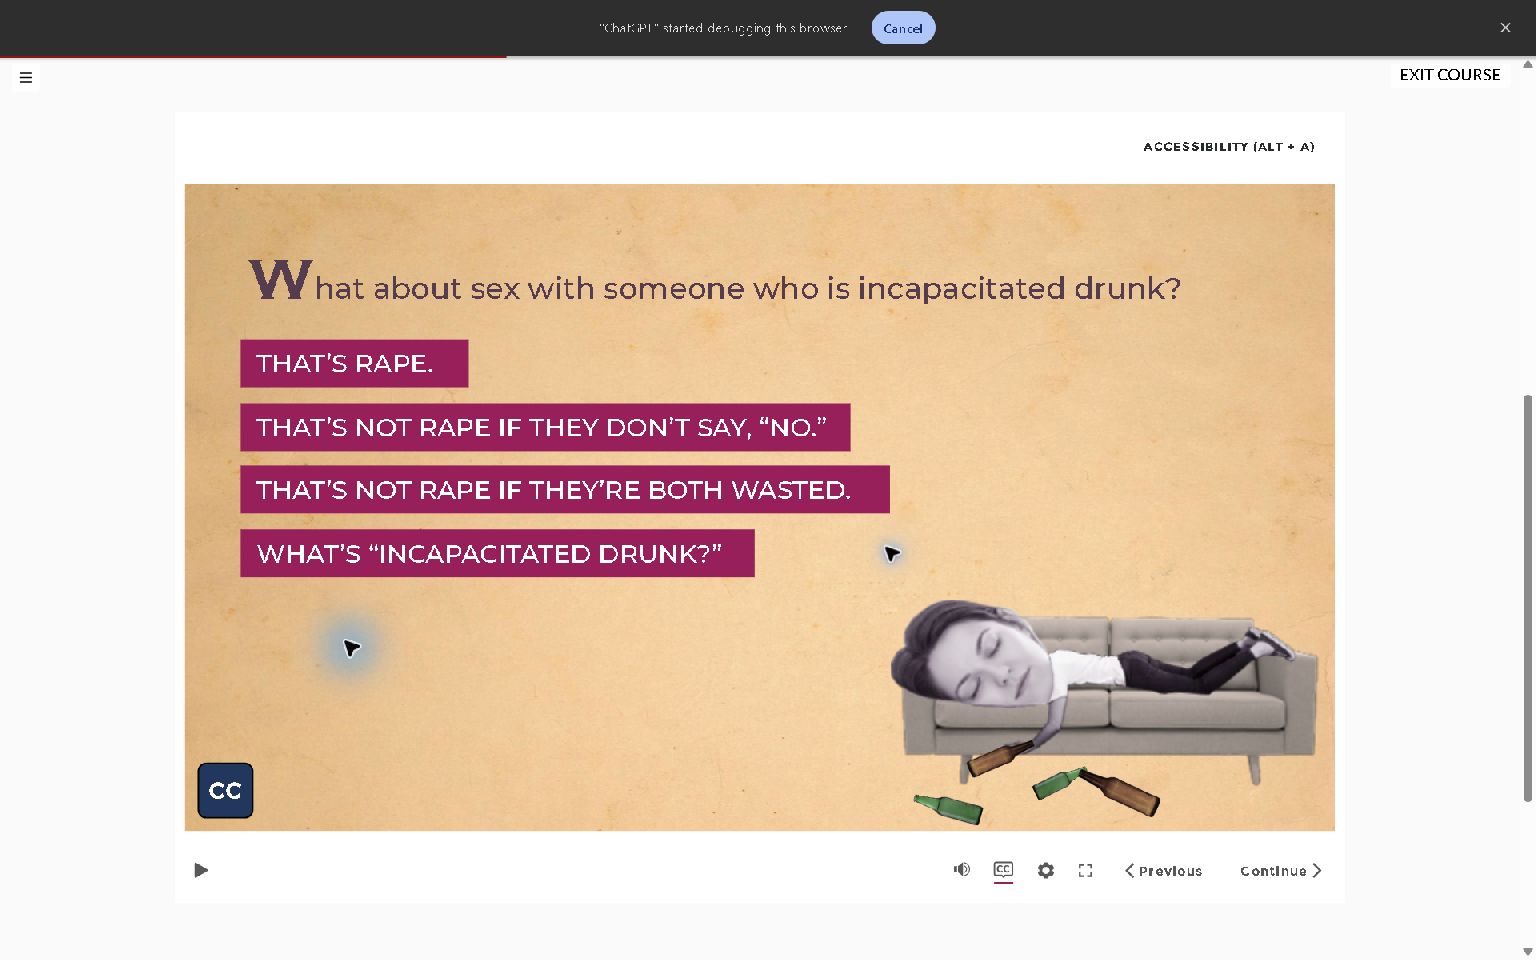 "ChatGPT" started debugging this browser
Cancel
EXIT COURSE
ACCESSIBILITY (ALT + A)
What about sex with someone who is incapacitated drunk?
THAT’S RAPE.
THAT’S NOT RAPE IF THEY DON’T SAY, “NO.”
THAT’S NOT RAPE IF THEY’RE BOTH WASTED.
WHAT’S “INCAPACITATED DRUNK?”
CC
CC
Previous
Continue